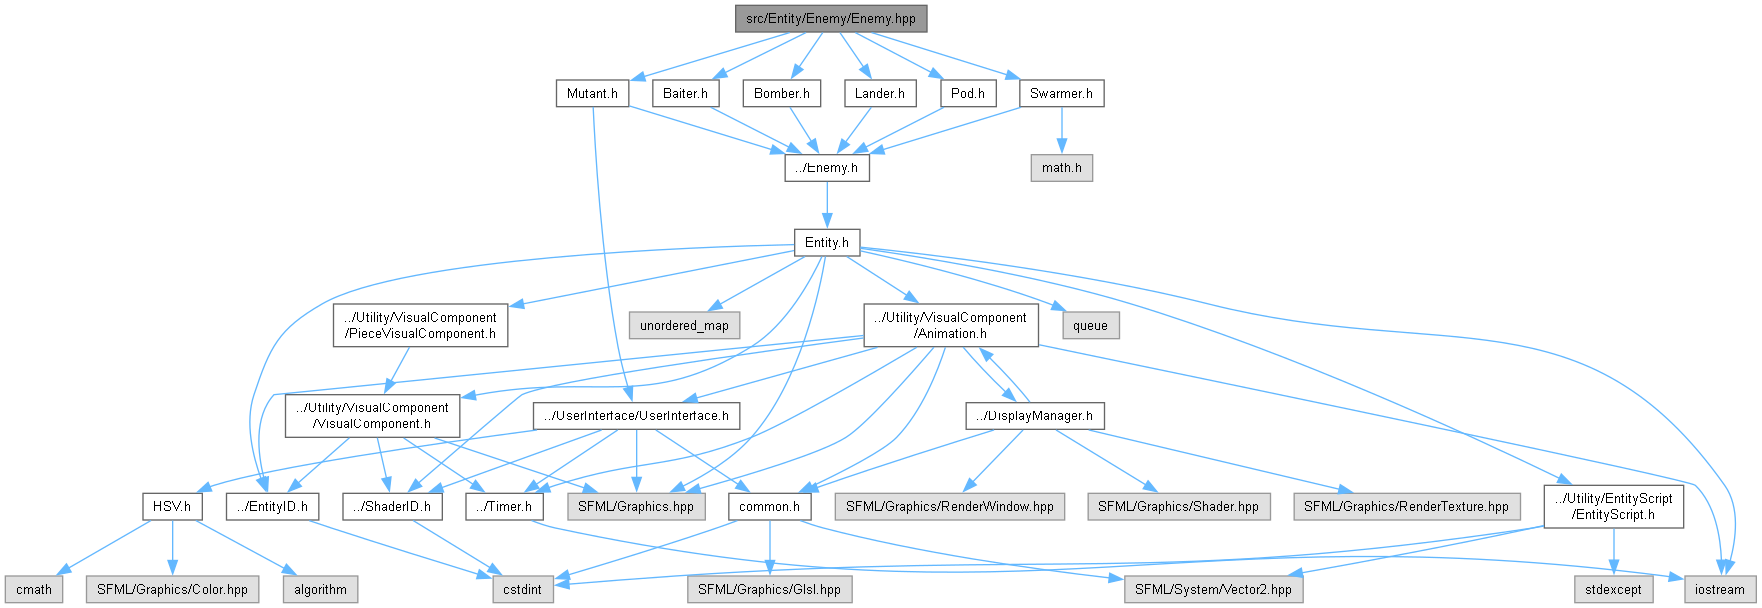 src/Entity/Enemy/Enemy.hpp
Mutant.h
Baiter.h
Bomber.h
Lander.h
Pod.h
Swarmer.h
../Enemy.h
math.h
Entity.h
../Utility/VisualComponent
/PieceVisualComponent.h
unordered_map
../Utility/VisualComponent
/Animation.h
queue
../Utility/VisualComponent
/VisualComponent.h
../UserInterface/UserInterface.h
../DisplayManager.h
HSV.h
../EntityID.h
../ShaderID.h
../Timer.h
SFML/Graphics.hpp
common.h
SFML/Graphics/RenderWindow.hpp
SFML/Graphics/Shader.hpp
SFML/Graphics/RenderTexture.hpp
../Utility/EntityScript
/EntityScript.h
cmath
SFML/Graphics/Color.hpp
algorithm
cstdint
SFML/Graphics/Glsl.hpp
SFML/System/Vector2.hpp
stdexcept
iostream